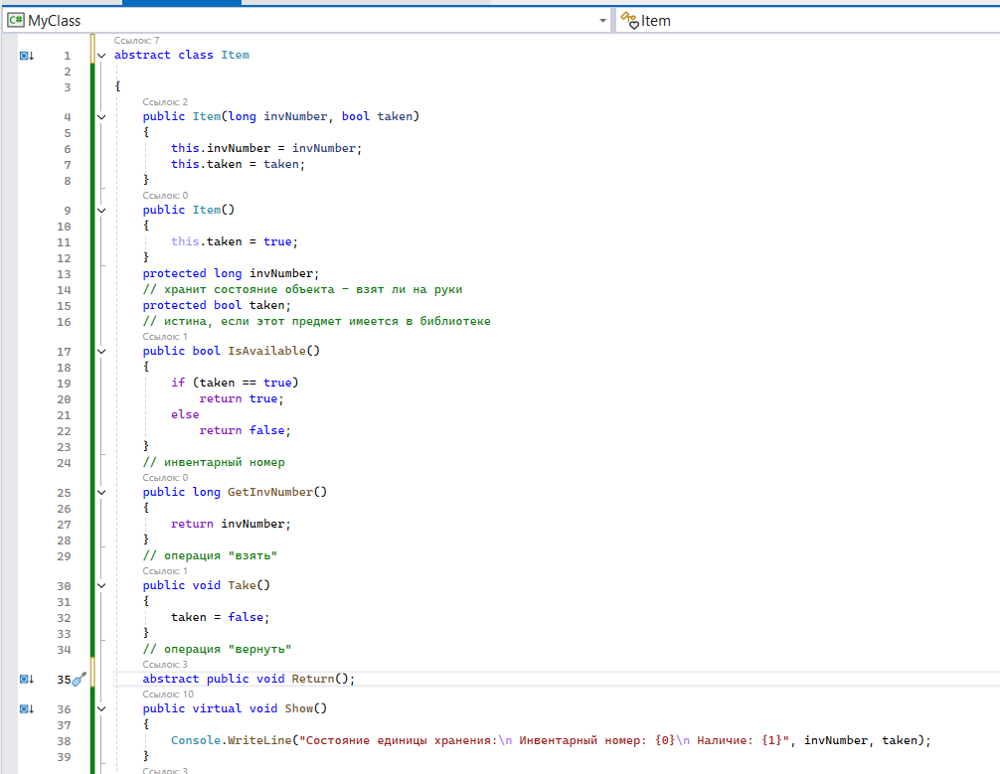 C# MyClass Item
Ссылок: 7
1 abstract class Item
2
3 {
Ссылок: 2
4 public Item(long invNumber, bool taken)
5 {
6 this.invNumber = invNumber;
7 this.taken = taken;
8 }
Ссылок: 0
9 public Item()
10 {
11 this.taken = true;
12 }
13 protected long invNumber;
14 // хранит состояние объекта - взят ли на руки
15 protected bool taken;
16 // истина, если этот предмет имеется в библиотеке
Ссылок: 1
17 public bool IsAvailable()
18 {
19 if (taken == true)
20 return true;
21 else
22 return false;
23 }
24 // инвентарный номер
Ссылок: 0
25 public long GetInvNumber()
26 {
27 return invNumber;
28 }
29 // операция "взять"
Ссылок: 1
30 public void Take()
31 {
32 taken = false;
33 }
34 // операция "вернуть"
Ссылок: 3
35 abstract public void Return();
Ссылок: 10
36 public virtual void Show()
37 {
38 Console.WriteLine("Состояние единицы хранения:\n Инвентарный номер: {0}\n Наличие: {1}", invNumber, taken);
39 }
Ссылок: 3